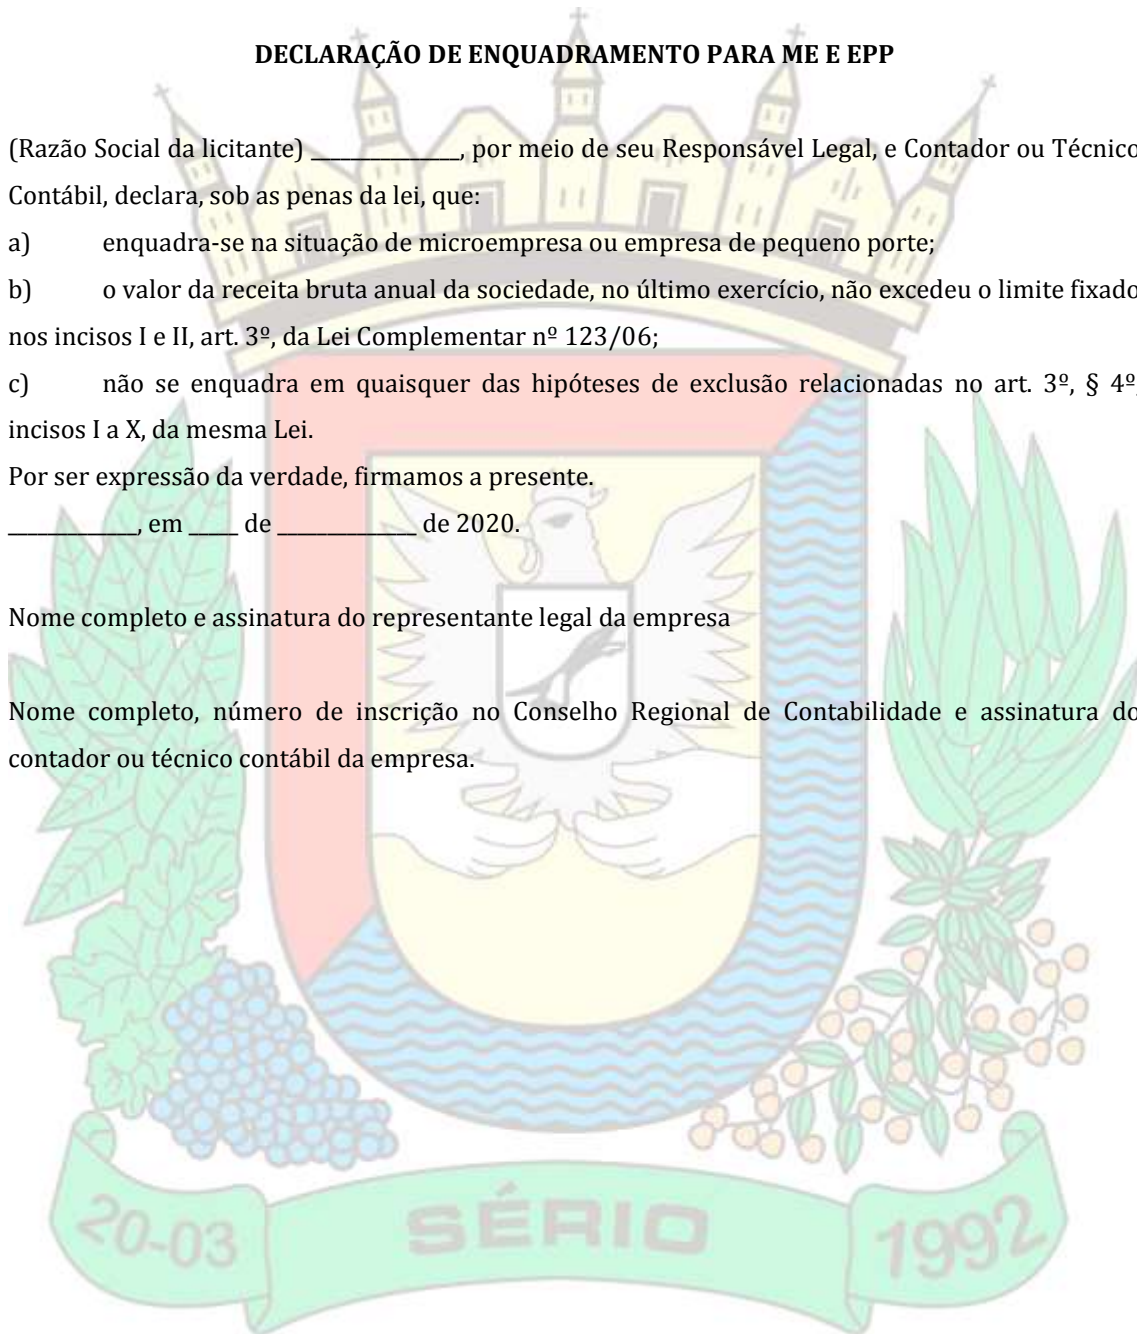 DECLARAÇÃO DE ENQUADRAMENTO PARA ME E EPP
(Razão Social da licitante) _______________, por meio de seu Responsável Legal, e Contador ou Técnico
Contábil, declara, sob as penas da lei, que:
a) enquadra-se na situação de microempresa ou empresa de pequeno porte;
b) o valor da receita bruta anual da sociedade, no último exercício, não excedeu o limite fixado
nos incisos I e II, art. 3º, da Lei Complementar nº 123/06;
c) não se enquadra em quaisquer das hipóteses de exclusão relacionadas no art. 3º, § 4º,
incisos I a X, da mesma Lei.
Por ser expressão da verdade, firmamos a presente.
_____________, em _____ de ______________ de 2020.
Nome completo e assinatura do representante legal da empresa
Nome completo, número de inscrição no Conselho Regional de Contabilidade e assinatura do
contador ou técnico contábil da empresa.
20-03 SÉRIO 1992